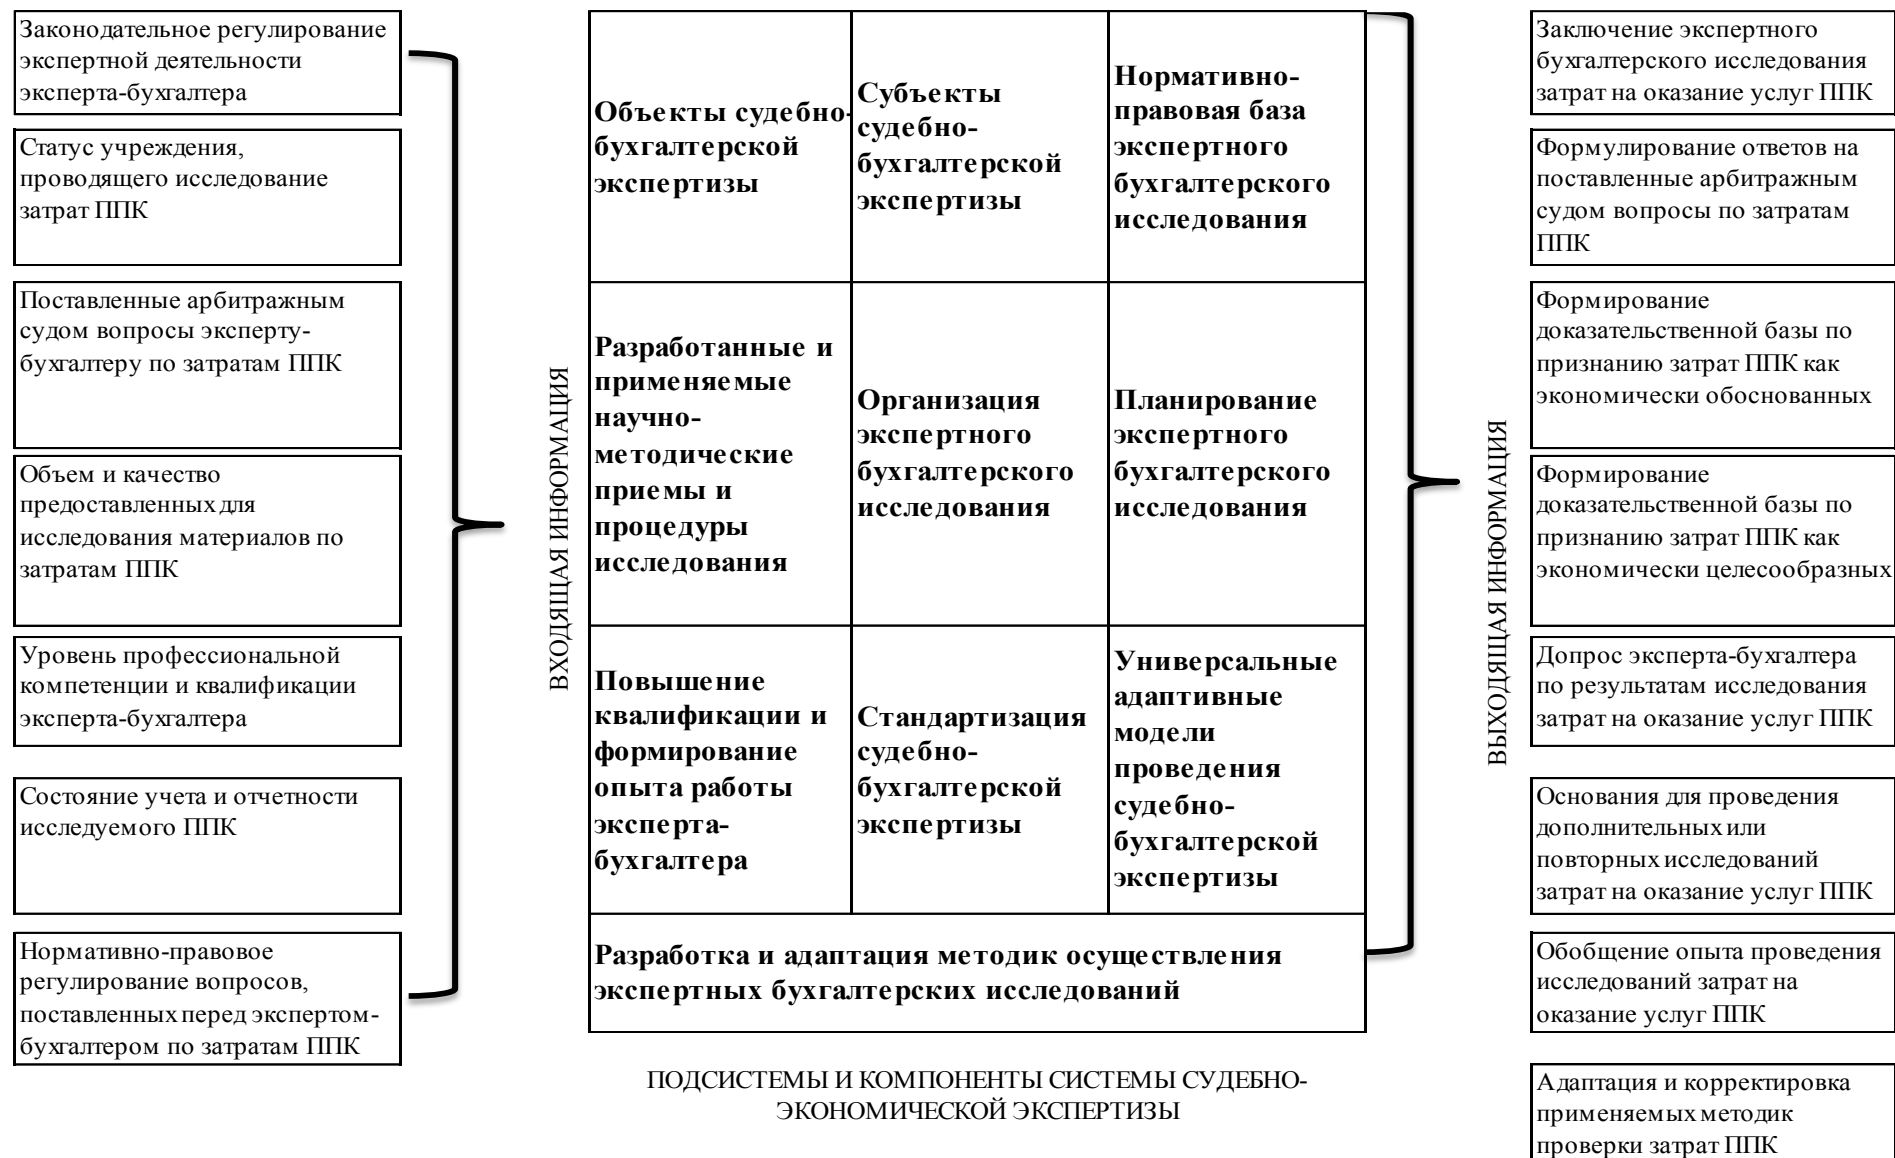 Законодательное регулирование
экспертной деятельности
эксперта-бухгалтера
Статус учреждения,
проводящего исследование
затрат ППК
Поставленные арбитражным
судом вопросы эксперту-
бухгалтеру по затратам ППК
Объем и качество
предоставленных для
исследования материалов по
затратам ППК
Уровень профессиональной
компетенции и квалификации
эксперта-бухгалтера
Состояние учета и отчетности
исследуемого ППК
Нормативно-правовое
регулирование вопросов,
поставленных перед экспертом-
бухгалтером по затратам ППК
ВХОДЯЩАЯ ИНФОРМАЦИЯ
Объекты судебно-
бухгалтерской
экспертизы
Субъекты
судебно-
бухгалтерской
экспертизы
Нормативно-
правовая база
экспертного
бухгалтерского
исследования
Разработанные и
применяемые
научно-
методические
приемы и
процедуры
исследования
Организация
экспертного
бухгалтерского
исследования
Планирование
экспертного
бухгалтерского
исследования
Повышение
квалификации и
формирование
опыта работы
эксперта-
бухгалтера
Стандартизация
судебно-
бухгалтерской
экспертизы
Универсальные
адаптивные
модели
проведения
судебно-
бухгалтерской
экспертизы
Разработка и адаптация методик осуществления
экспертных бухгалтерских исследований
ПОДСИСТЕМЫ И КОМПОНЕНТЫ СИСТЕМЫ СУДЕБНО-
ЭКОНОМИЧЕСКОЙ ЭКСПЕРТИЗЫ
ВЫХОДЯЩАЯ ИНФОРМАЦИЯ
Заключение экспертного
бухгалтерского исследования
затрат на оказание услуг ППК
Формулирование ответов на
поставленные арбитражным
судом вопросы по затратам
ППК
Формирование
доказательственной базы по
признанию затрат ППК как
экономически обоснованных
Формирование
доказательственной базы по
признанию затрат ППК как
экономически целесообразных
Допрос эксперта-бухгалтера
по результатам исследования
затрат на оказание услуг ППК
Основания для проведения
дополнительных или
повторных исследований
затрат на оказание услуг ППК
Обобщение опыта проведения
исследований затрат на
оказание услуг ППК
Адаптация и корректировка
применяемых методик
проверки затрат ППК